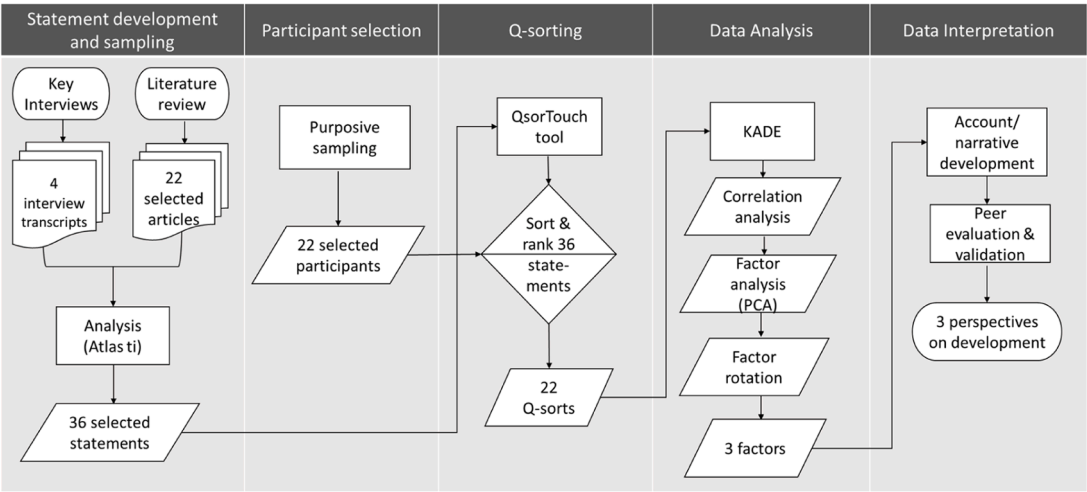 Statement development
and sampling
Participant selection
Q-sorting
Data Analysis
Data Interpretation
Key
Interviews
Literature
review
4
interview
transcripts
22
selected
articles
Analysis
(Atlas ti)
36 selected
statements
Purposive
sampling
22 selected
participants
QsorTouch
tool
Sort &
rank 36
state-
ments
22
Q-sorts
KADE
Correlation
analysis
Factor
analysis
(PCA)
Factor
rotation
3 factors
Account/
narrative
development
Peer
evaluation &
validation
3 perspectives
on development